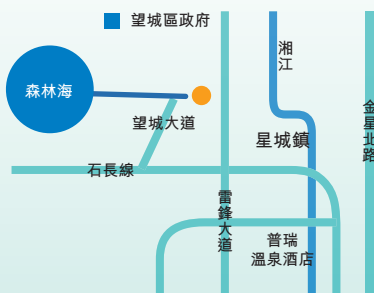 望城區政府
湘江
森林海
金星北路
望城大道
星城鎮
石長線
雷鋒大道
普瑞
溫泉酒店